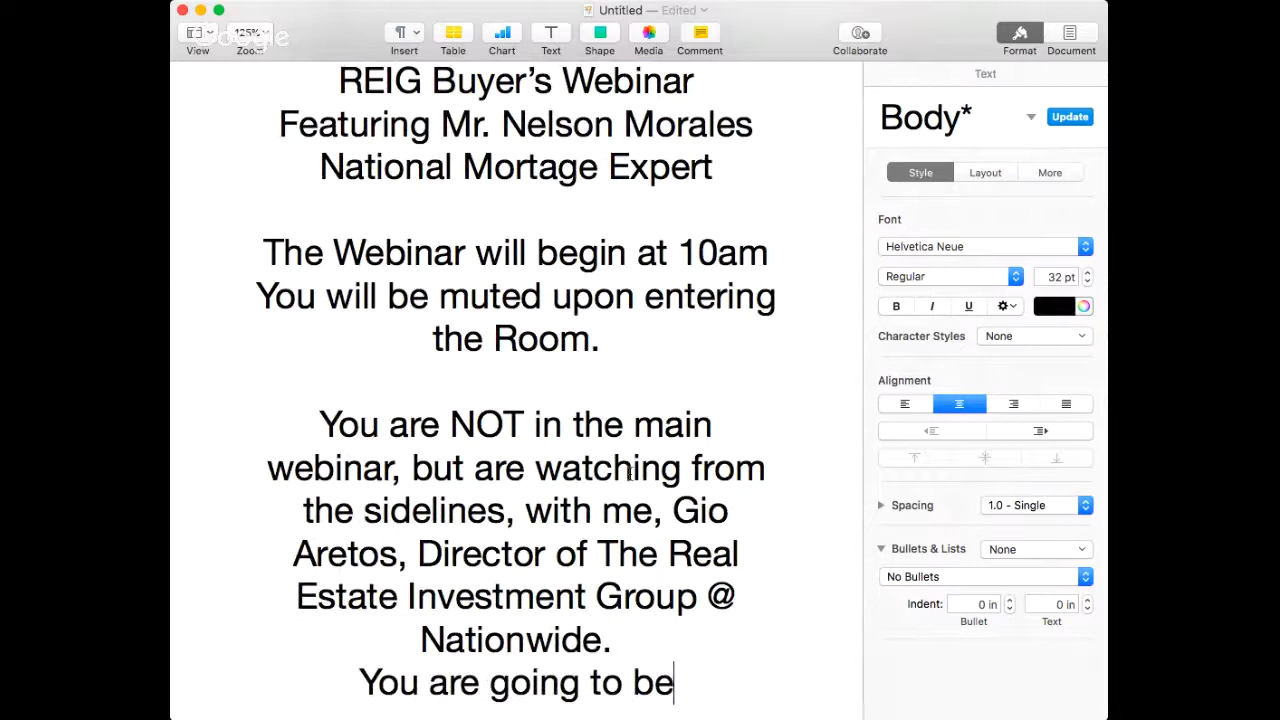 Untitled — Edited
Google
View
125%
Zoom
Insert
Table
Chart
Text
Shape
Media
Comment
Collaborate
Format
Document
REIG Buyer’s Webinar
Featuring Mr. Nelson Morales
National Mortage Expert
The Webinar will begin at 10am
You will be muted upon entering
the Room.
You are NOT in the main
webinar, but are watching from
the sidelines, with me, Gio
Aretos, Director of The Real
Estate Investment Group @
Nationwide.
You are going to be
Text
Body*
Update
Style
Layout
More
Font
Helvetica Neue
Regular
32 pt
B
I
U
Character Styles
None
Alignment
Spacing
1.0 - Single
Bullets & Lists
None
No Bullets
Indent:
0 in
0 in
Bullet
Text